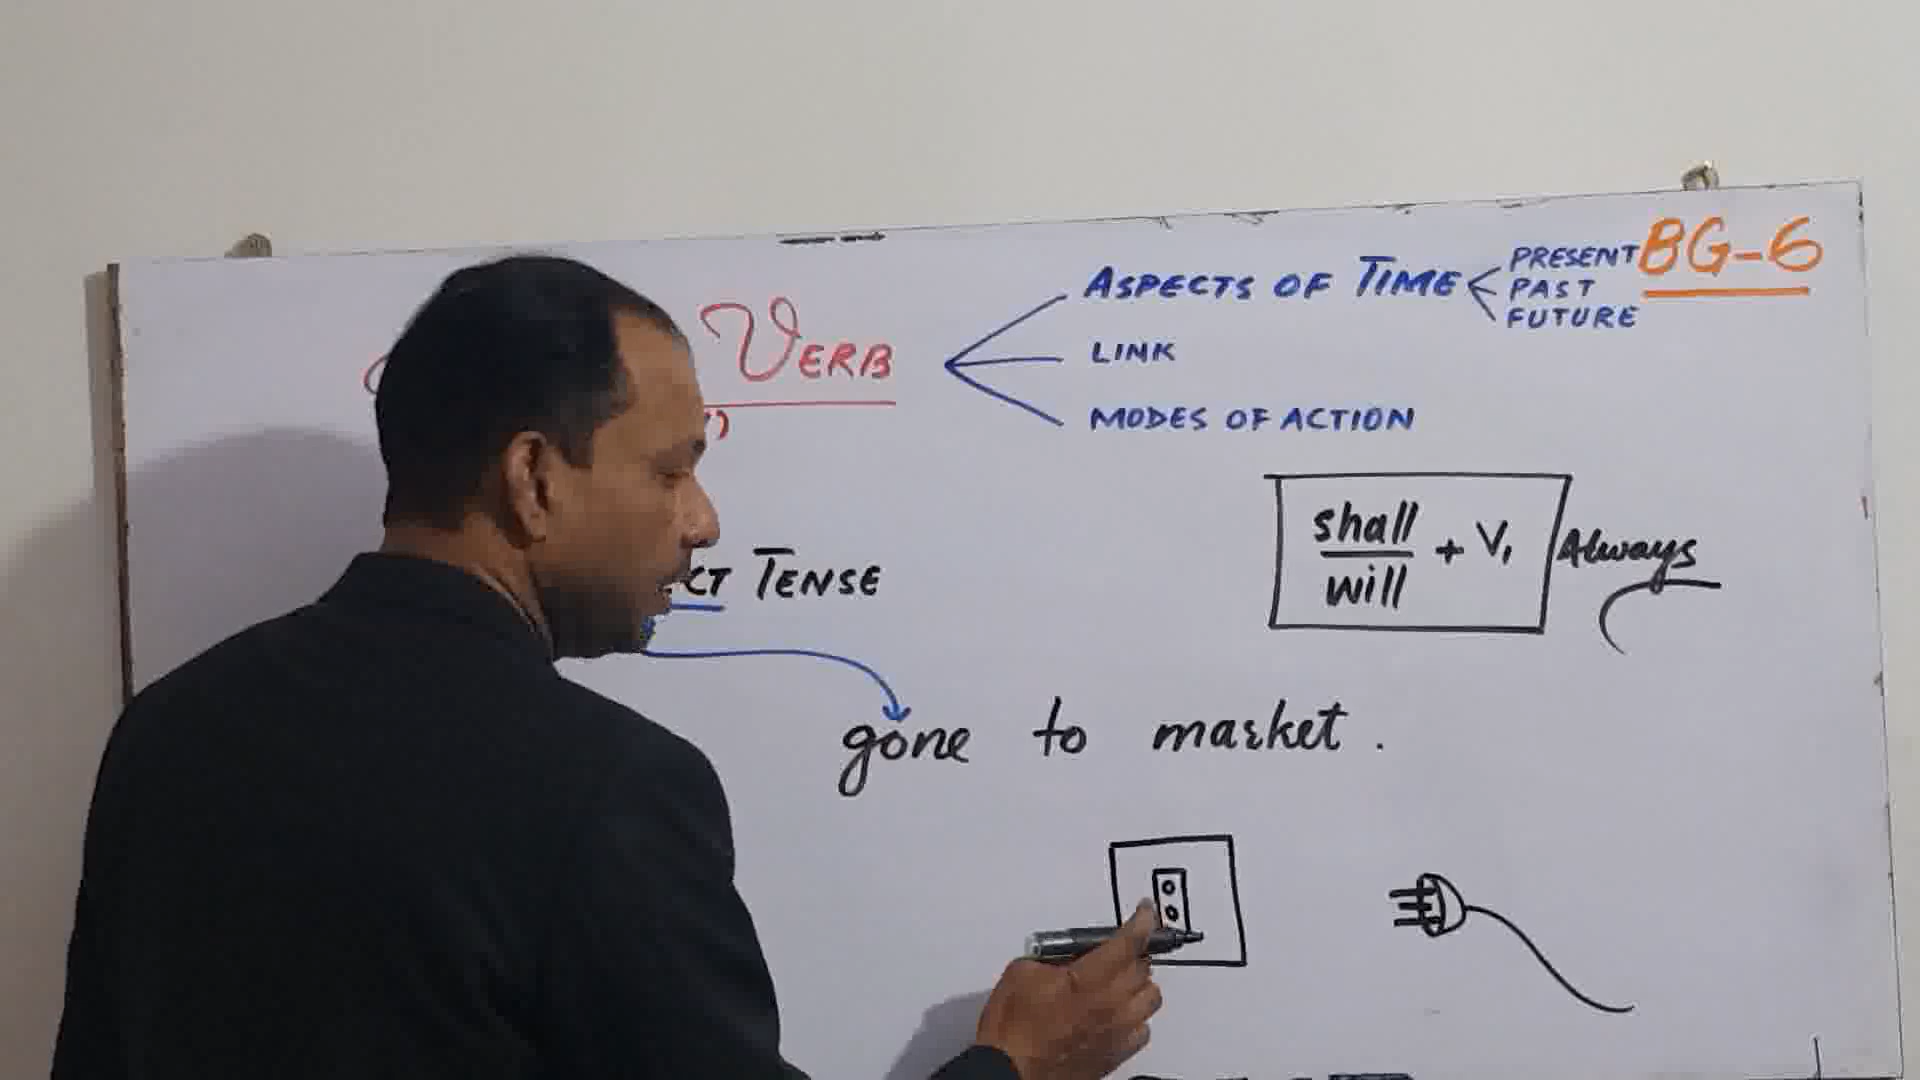 VERB
ASPECTS OF TIME
PRESENT
PAST
FUTURE
BG-6
LINK
MODES OF ACTION
shall
will + V₁
Always
CT TENSE
gone to market .